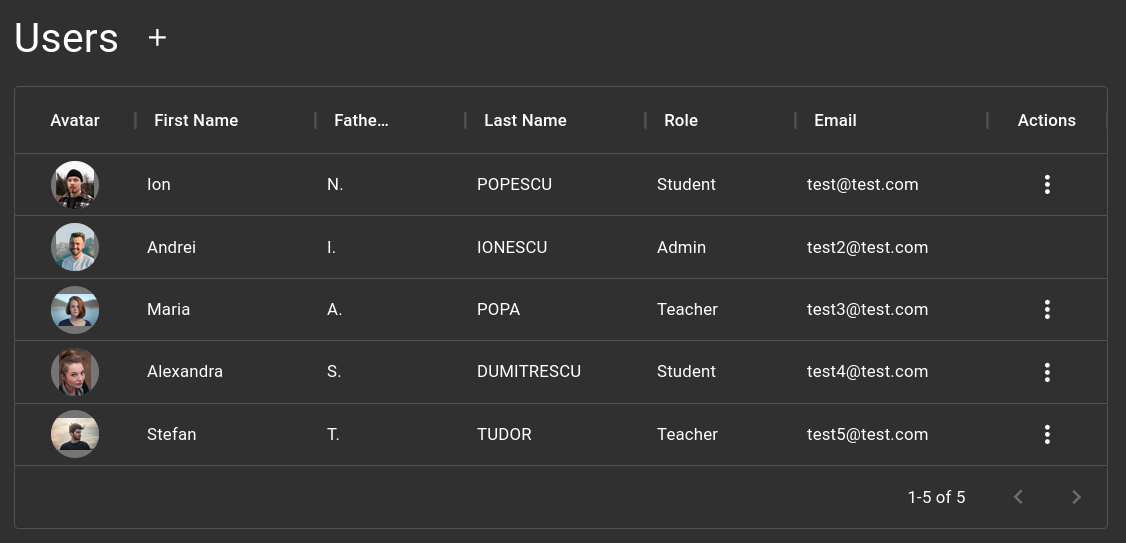 Users +
Avatar First Name Fathe... Last Name Role Email Actions
Ion N. POPESCU Student test@test.com
Andrei I. IONESCU Admin test2@test.com
Maria A. POPA Teacher test3@test.com
Alexandra S. DUMITRESCU Student test4@test.com
Stefan T. TUDOR Teacher test5@test.com
1-5 of 5